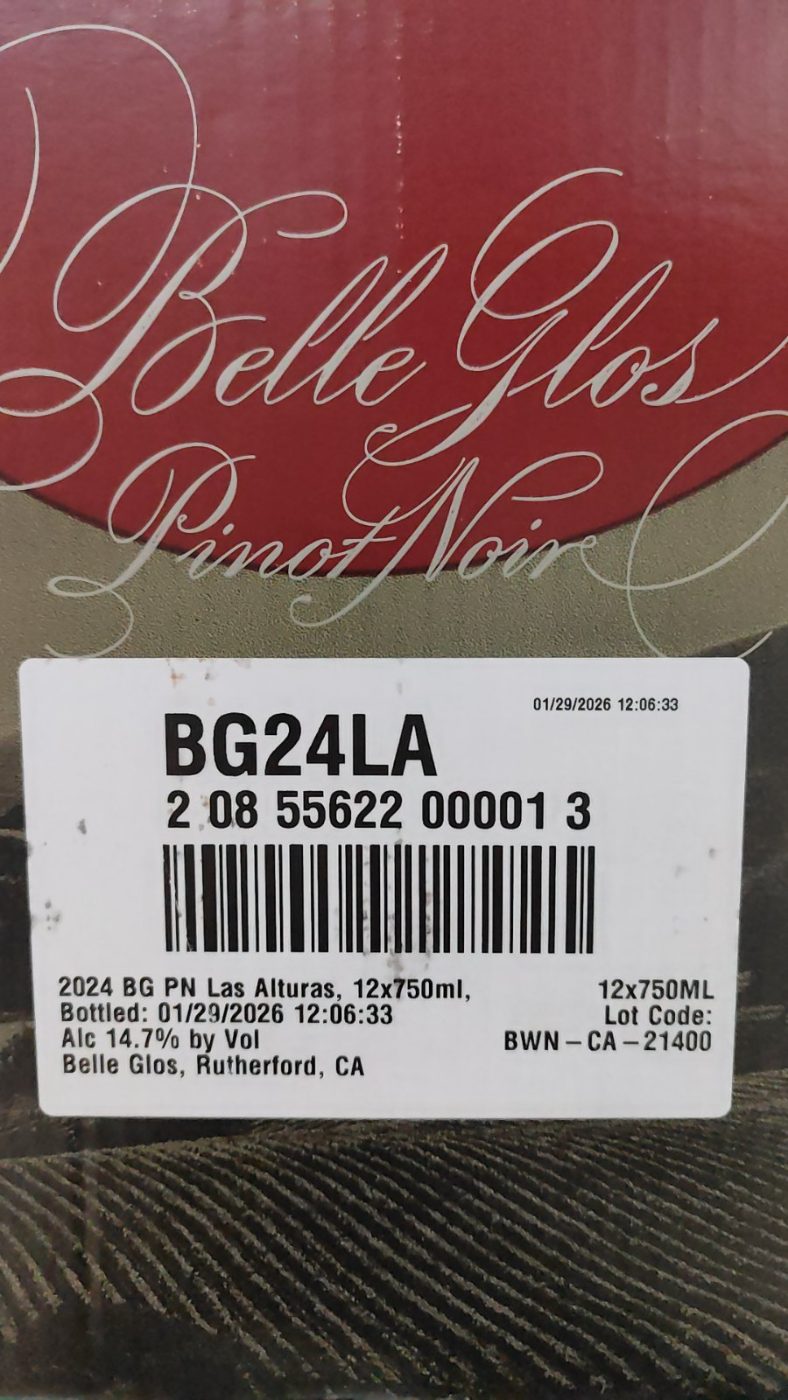 Belle Glos
Pinot Noir
01/29/2026 12:06:33
BG24LA
2 08 55622 00001 3
2024 BG PN Las Alturas, 12x750ml,
12x750ML
Bottled: 01/29/2026 12:06:33
Lot Code:
Alc 14.7% by Vol
BWN-CA-21400
Belle Glos, Rutherford, CA